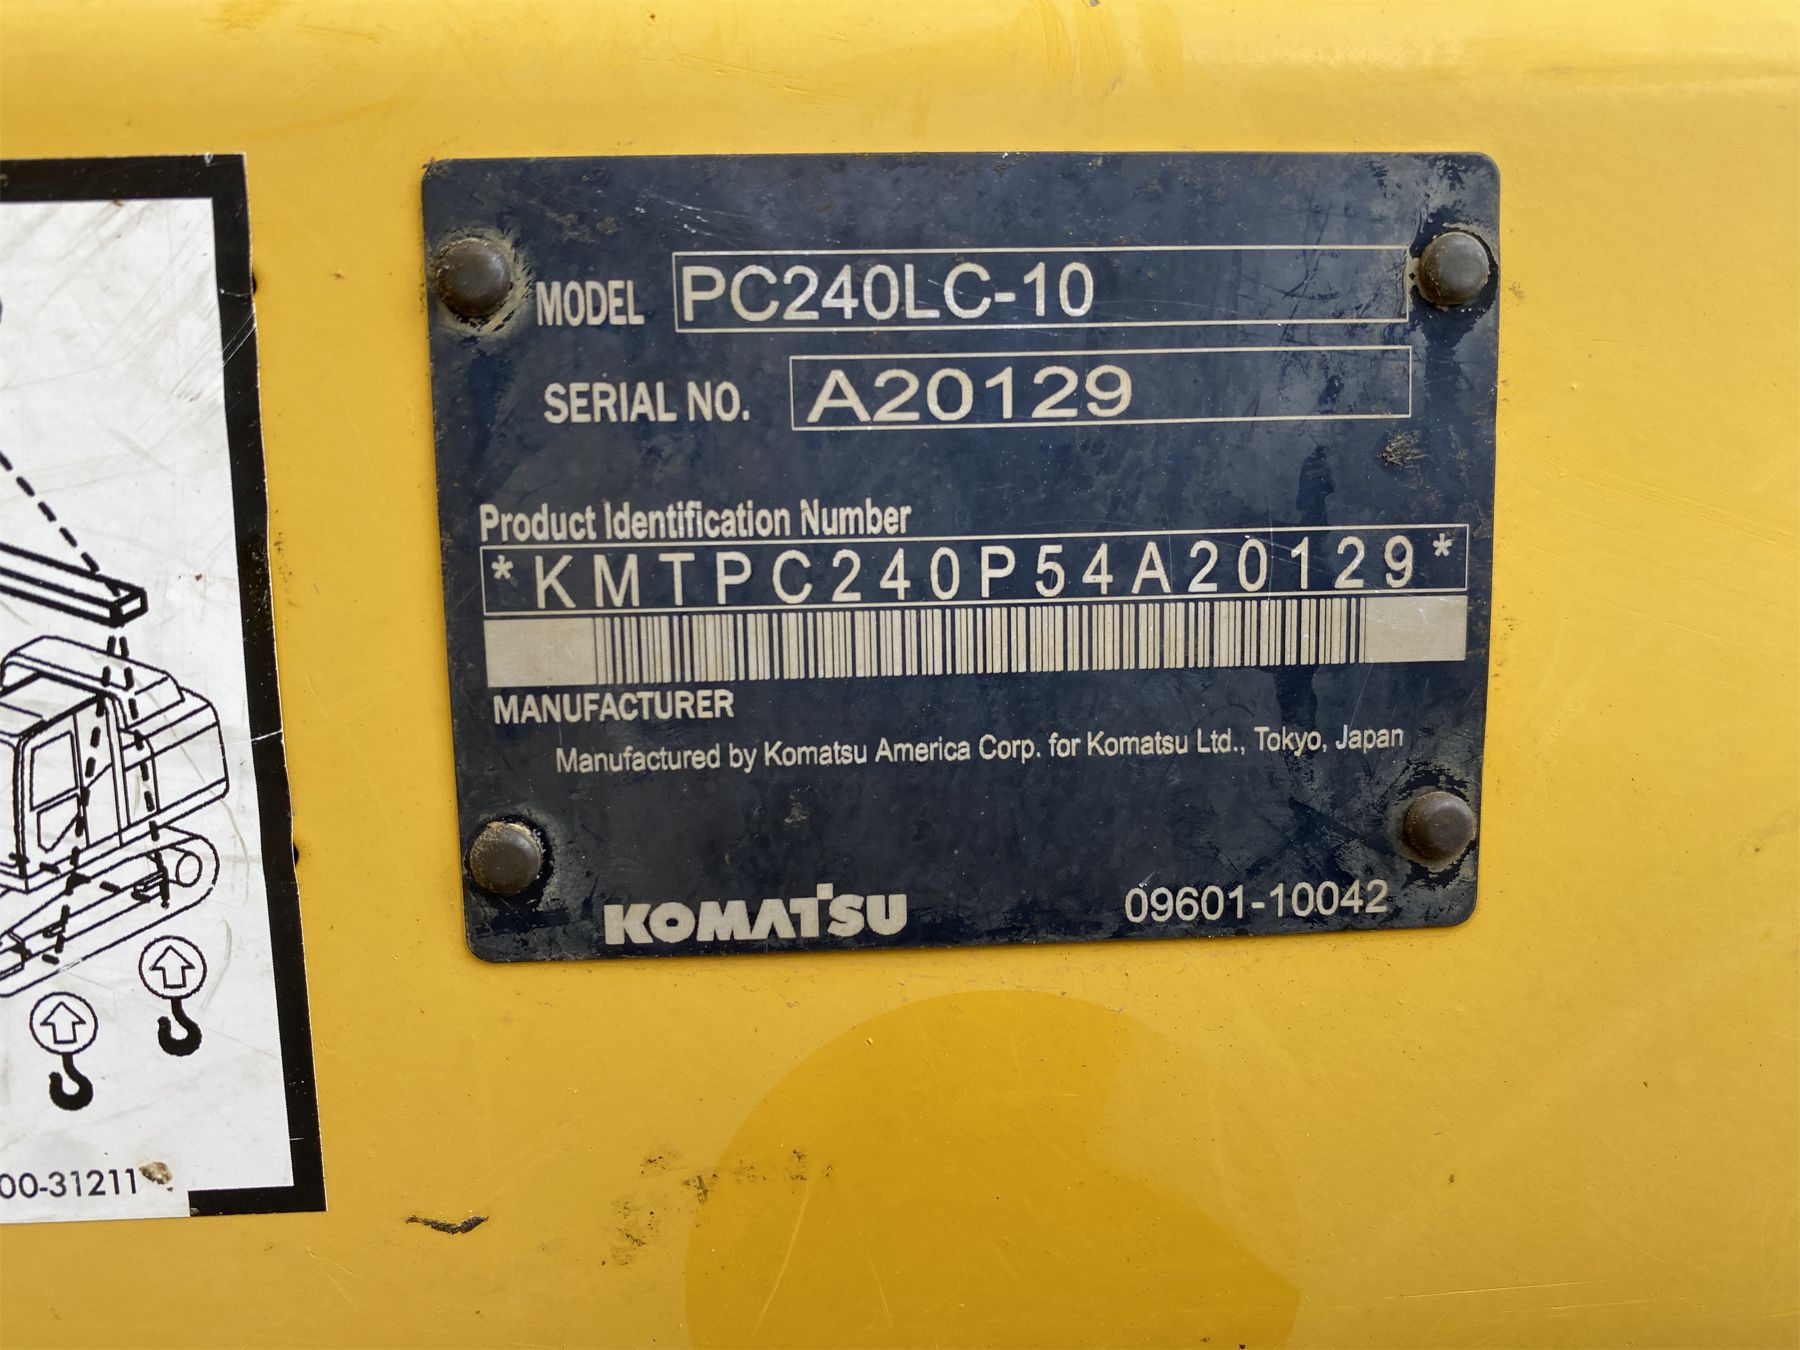 MODEL PC240LC-10
SERIAL NO. A20129
Product Identification Number
*KMTPC240P54A20129*
MANUFACTURER
Manufactured by Komatsu America Corp. for Komatsu Ltd., Tokyo, Japan
KOMATSU 09601-10042
00-31211